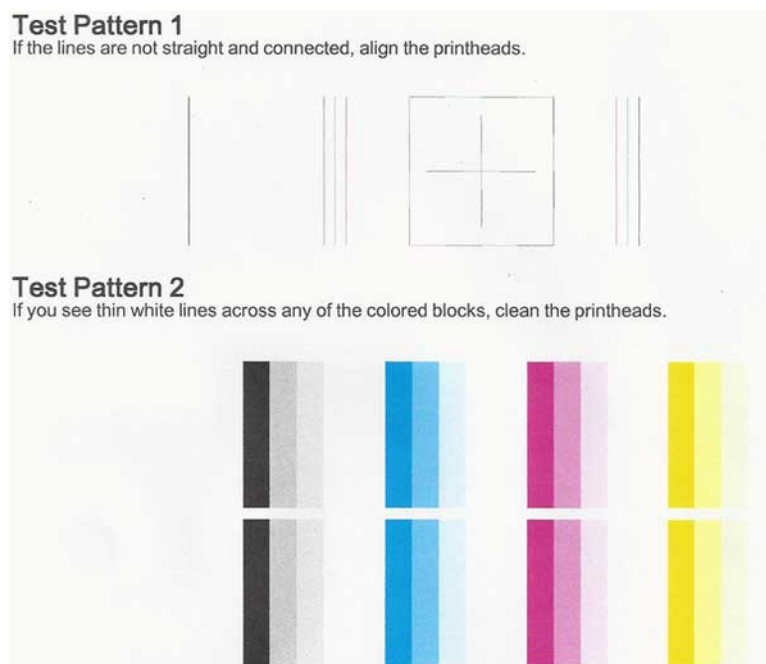 Test Pattern 1
If the lines are not straight and connected, align the printheads.
Test Pattern 2
If you see thin white lines across any of the colored blocks, clean the printheads.